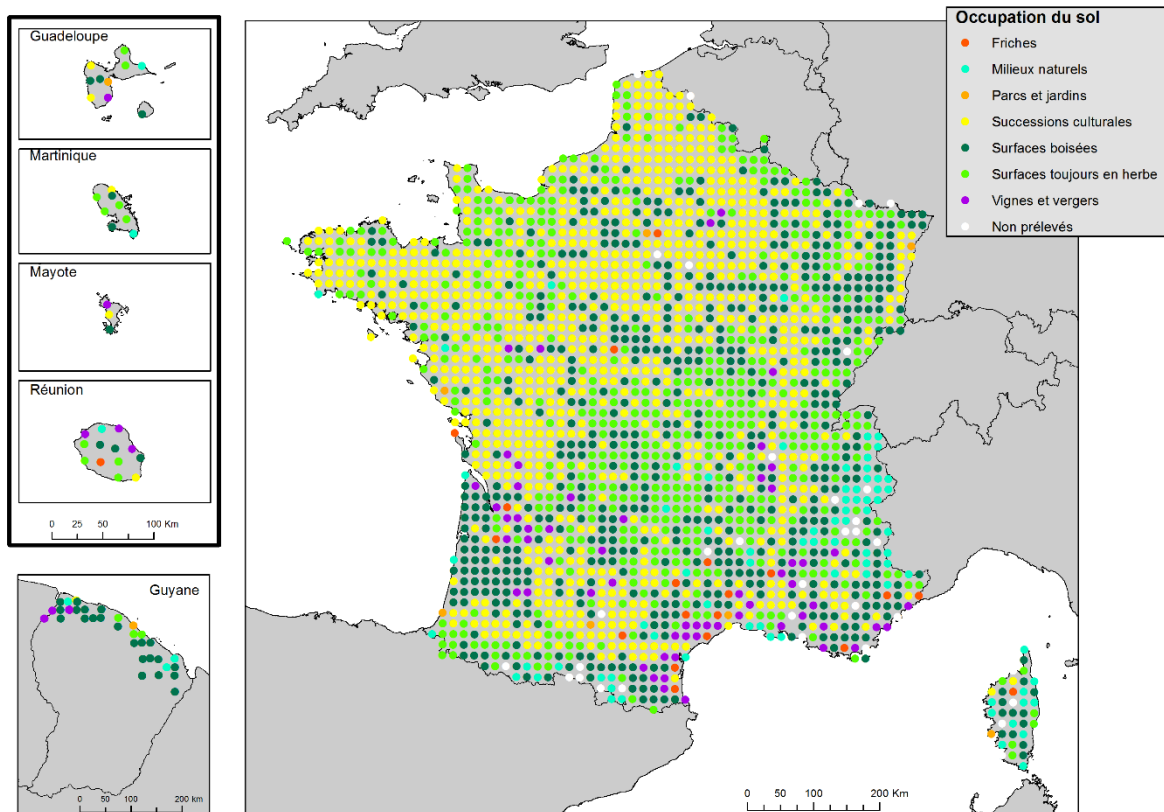 Guadeloupe
Martinique
Mayotte
Réunion
0 25 50 100 Km
Guyane
0 50 100 200 km
Occupation du sol
Friches
Milieux naturels
Parcs et jardins
Successions culturales
Surfaces boisées
Surfaces toujours en herbe
Vignes et vergers
Non prélevés
0 50 100 200 Km